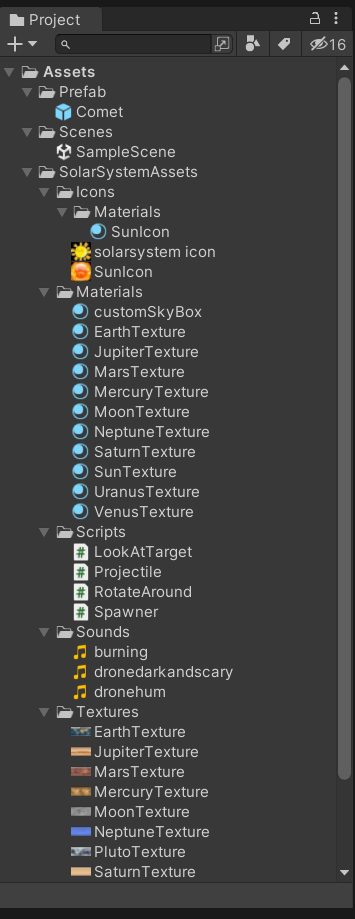 Project
16
Assets
Prefab
Comet
Scenes
SampleScene
SolarSystemAssets
Icons
Materials
SunIcon
solarsystem icon
SunIcon
Materials
customSkyBox
EarthTexture
JupiterTexture
MarsTexture
MercuryTexture
MoonTexture
NeptuneTexture
SaturnTexture
SunTexture
UranusTexture
VenusTexture
Scripts
LookAtTarget
Projectile
RotateAround
Spawner
Sounds
burning
dronedarkandscary
dronehum
Textures
EarthTexture
JupiterTexture
MarsTexture
MercuryTexture
MoonTexture
NeptuneTexture
PlutoTexture
SaturnTexture